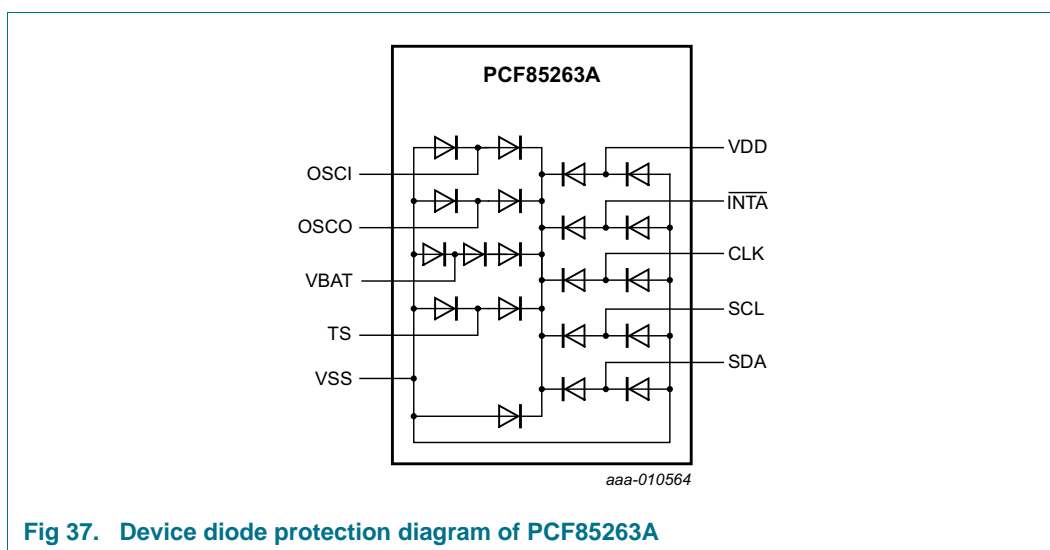 PCF85263A
OSCI
OSCO
VBAT
TS
VSS
VDD
INTA
CLK
SCL
SDA
aaa-010564
Fig 37. Device diode protection diagram of PCF85263A